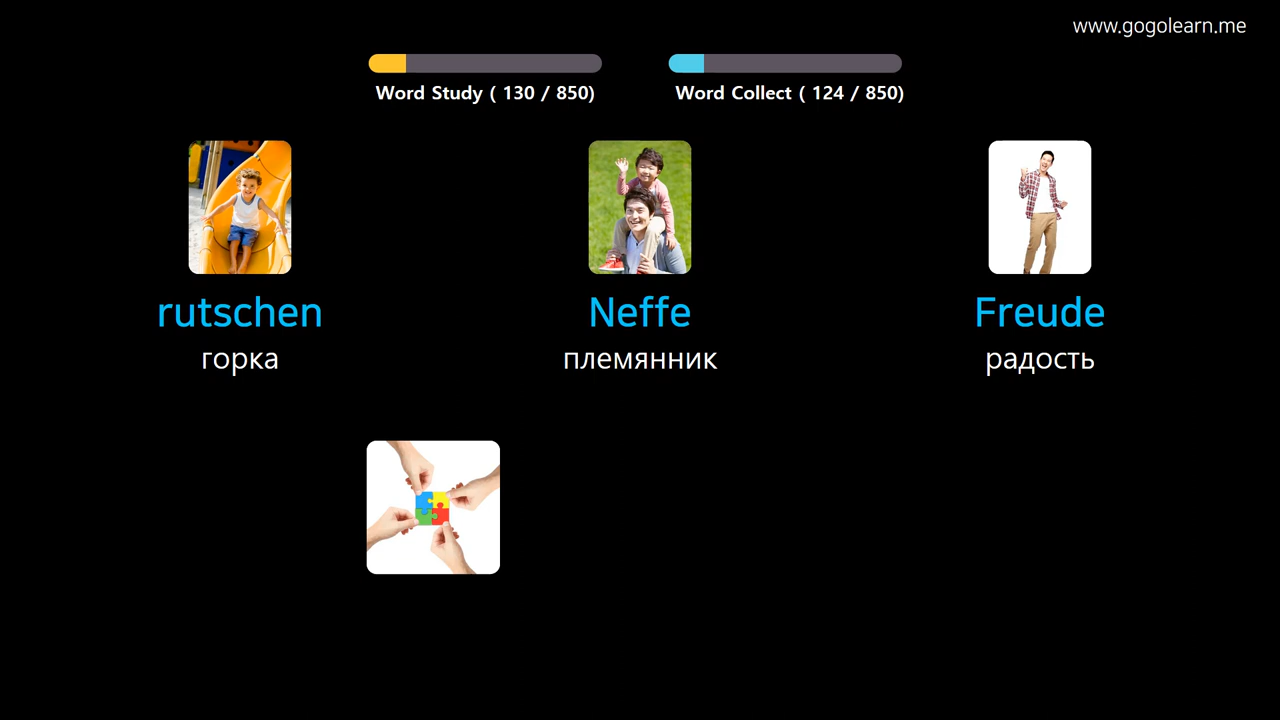 www.gogolearn.me
Word Study ( 130 / 850)
Word Collect ( 124 / 850)
rutschen
горка
Neffe
племянник
Freude
радость